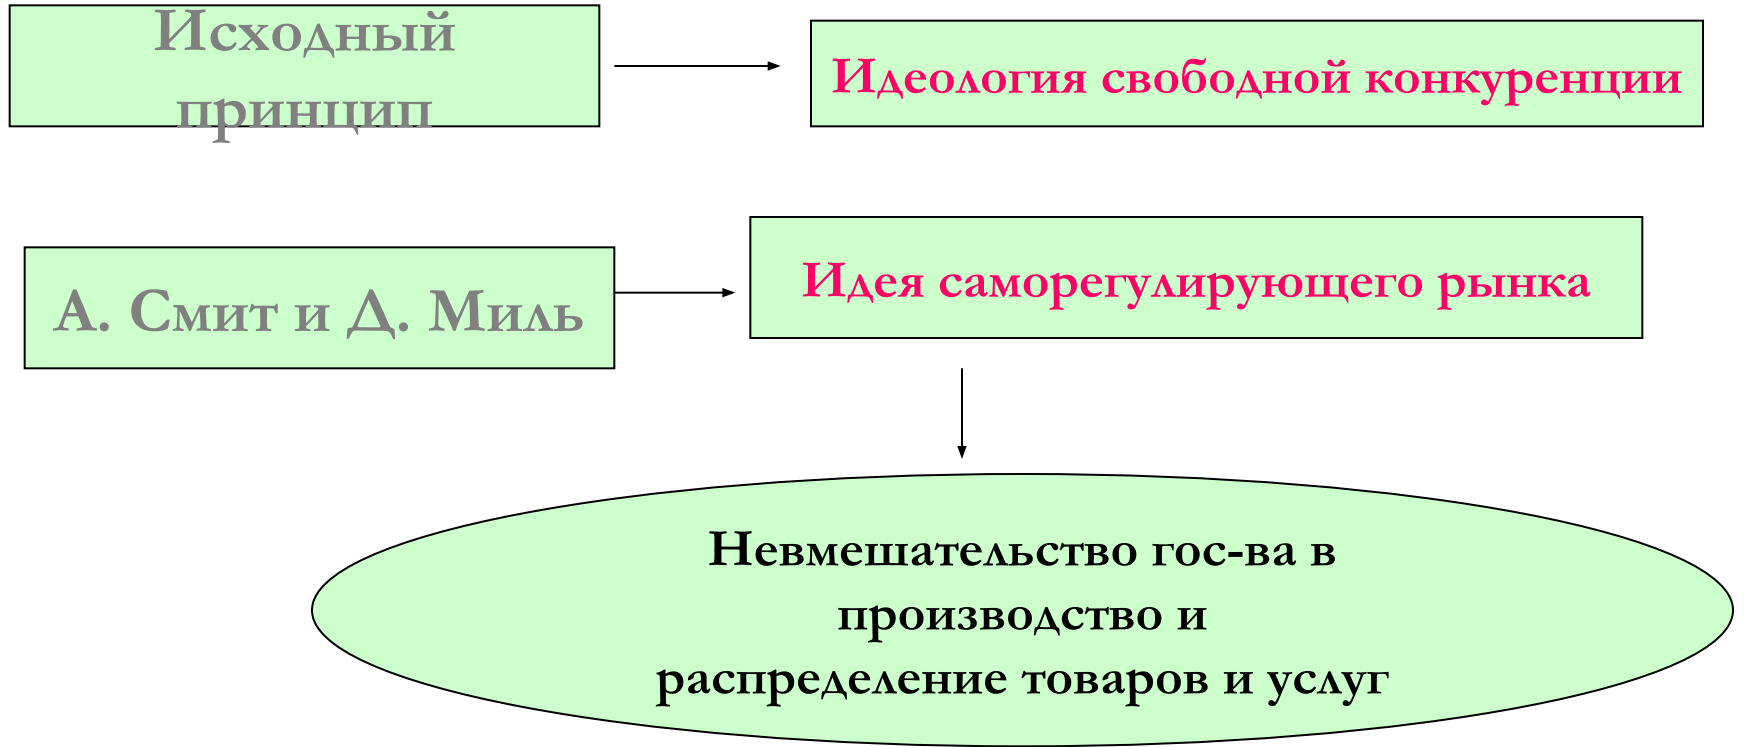 Исходный
принцип
Идеология свободной конкуренции
А. Смит и Д. Миль
Идея саморегулирующего рынка
Невмешательство гос-ва в
производство и
распределение товаров и услуг